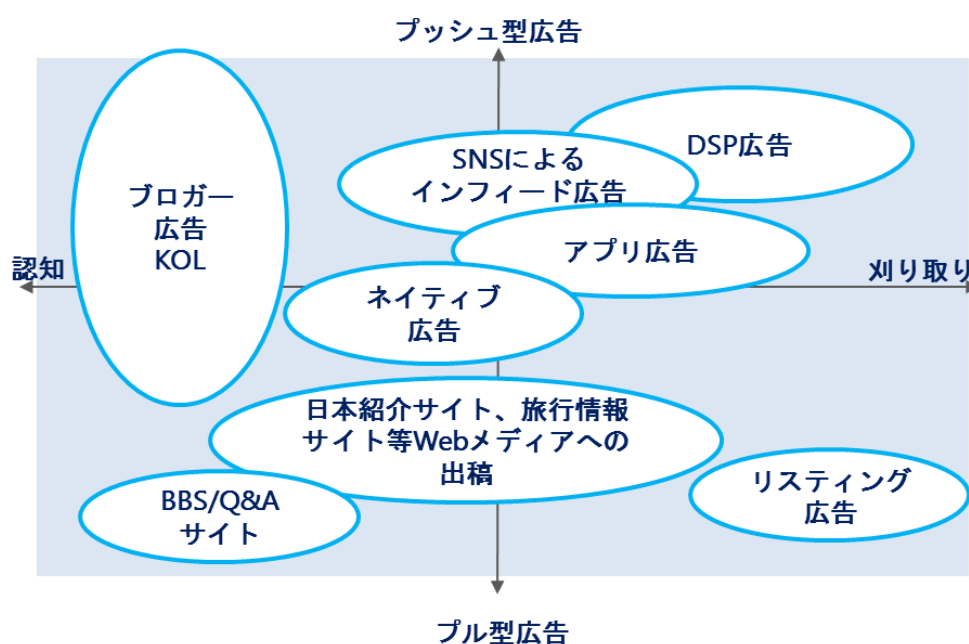 プッシュ型広告
DSP広告
SNSによる
インフィード広告
ブロガー
広告
KOL
アプリ広告
認知
刈り取り
ネイティブ
広告
日本紹介サイト、旅行情報
サイト等Webメディアへの
出稿
リスティング
広告
BBS/Q&A
サイト
プル型広告